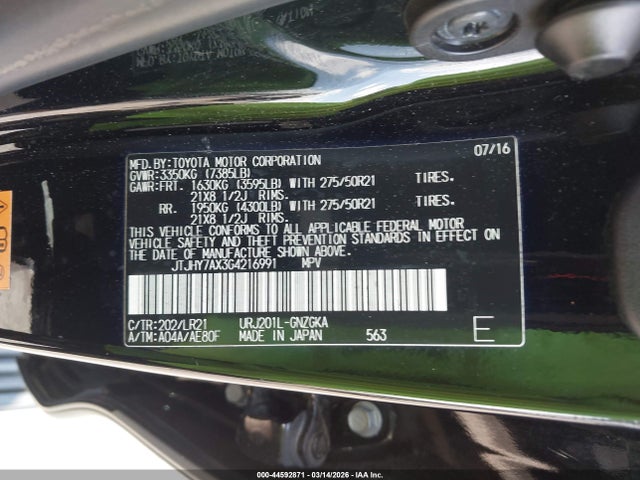 MFD.BY:TOYOTA MOTOR CORPORATION 07/16
GVWR:3350KG (7385LB)
GAWR:FRT. 1630KG (3595LB) WITH 275/50R21 TIRES.
21X8 1/2J RIMS.
RR. 1950KG (4300LB) WITH 275/50R21 TIRES.
21X8 1/2J RIMS.
THIS VEHICLE CONFORMS TO ALL APPLICABLE FEDERAL MOTOR
VEHICLE SAFETY AND THEFT PREVENTION STANDARDS IN EFFECT ON
THE DATE OF MANUFACTURE SHOWN ABOVE.
JTJHY7AX3G4216991 MPV
C/TR:202/LR21 URJ201L-GNZGKA
A/TM:A04A/AE80F MADE IN JAPAN 563 E
000-44592871 | 03/14/2026 | IAA Inc.